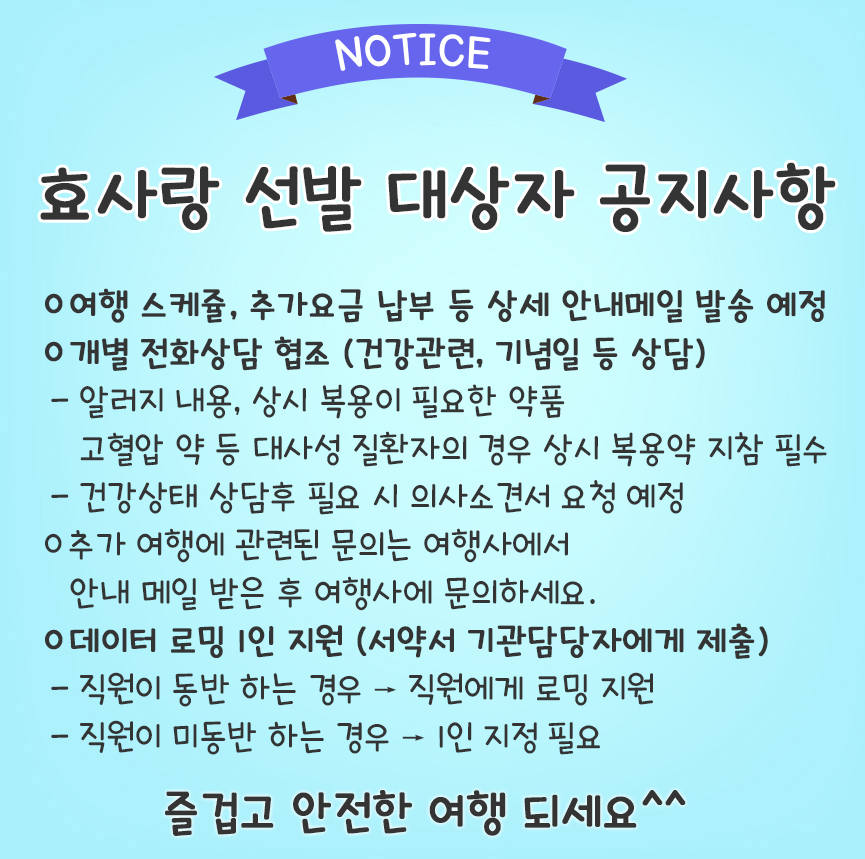 NOTICE
효사랑 선발 대상자 공지사항
o 여행 스케쥴, 추가요금 납부 등 상세 안내메일 발송 예정
o 개별 전화상담 협조 (건강관련, 기념일 등 상담)
- 알러지 내용, 상시 복용이 필요한 약품
고혈압 약 등 대사성 질환자의 경우 상시 복용약 지참 필수
- 건강상태 상담후 필요 시 의사소견서 요청 예정
o 추가 여행에 관련된 문의는 여행사에서
안내 메일 받은 후 여행사에 문의하세요.
o 데이터 로밍 1인 지원 (서약서 기관담당자에게 제출)
- 직원이 동반 하는 경우 → 직원에게 로밍 지원
- 직원이 미동반 하는 경우 → 1인 지정 필요
즐겁고 안전한 여행 되세요^^